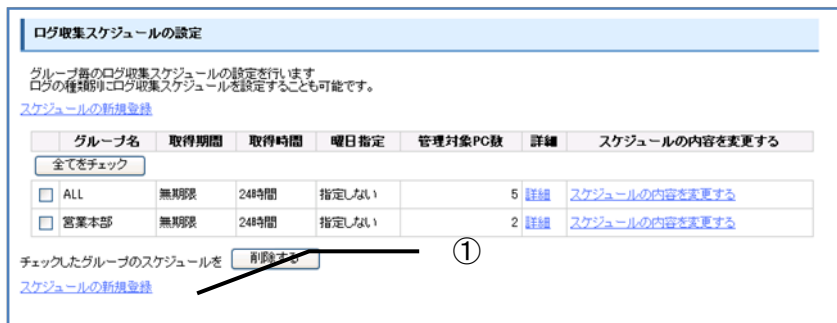 ログ収集スケジュールの設定
グループ毎のログ収集スケジュールの設定を行います
ログの種類別にログ収集スケジュールを設定することも可能です。
スケジュールの新規登録
グループ名 取得期間 取得時間 曜日指定 管理対象PC数 詳細 スケジュールの内容を変更する
全てをチェック
ALL 無期限 24時間 指定しない 5 詳細 スケジュールの内容を変更する
営業本部 無期限 24時間 指定しない 2 詳細 スケジュールの内容を変更する
チェックしたグループのスケジュールを 削除する ①
スケジュールの新規登録